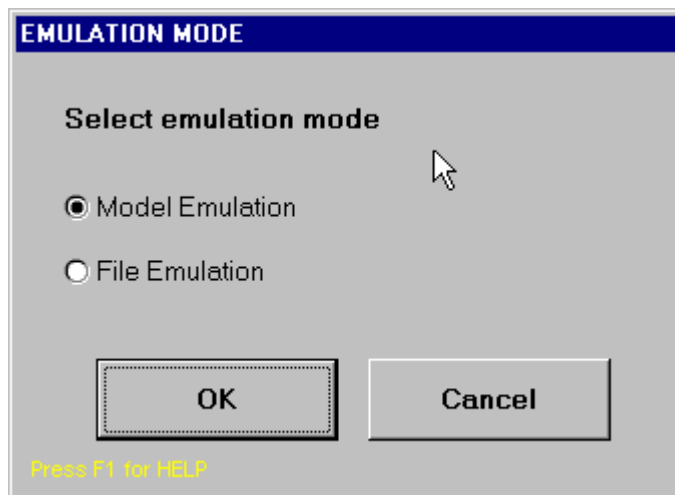 EMULATION MODE
Select emulation mode
Model Emulation
File Emulation
OK Cancel
Press F1 for HELP